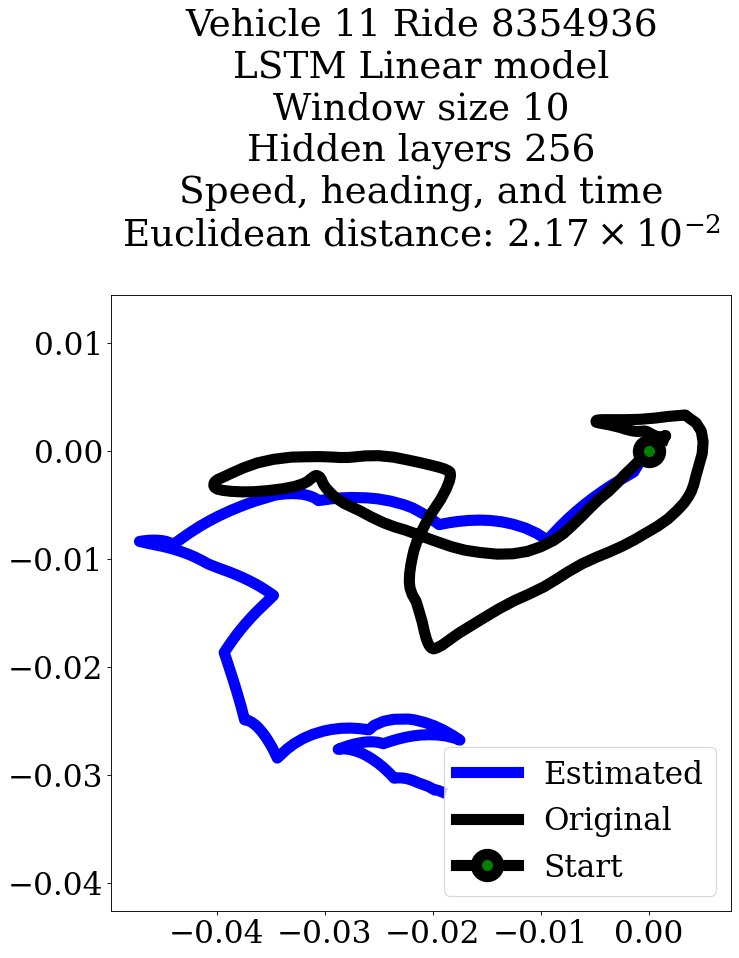 Vehicle 11 Ride 8354936
LSTM Linear model
Window size 10
Hidden layers 256
Speed, heading, and time
Euclidean distance: 2.17 × 10⁻²
0.01
0.00
−0.01
−0.02
−0.03
−0.04
Estimated
Original
Start
−0.04 −0.03 −0.02 −0.01 0.00